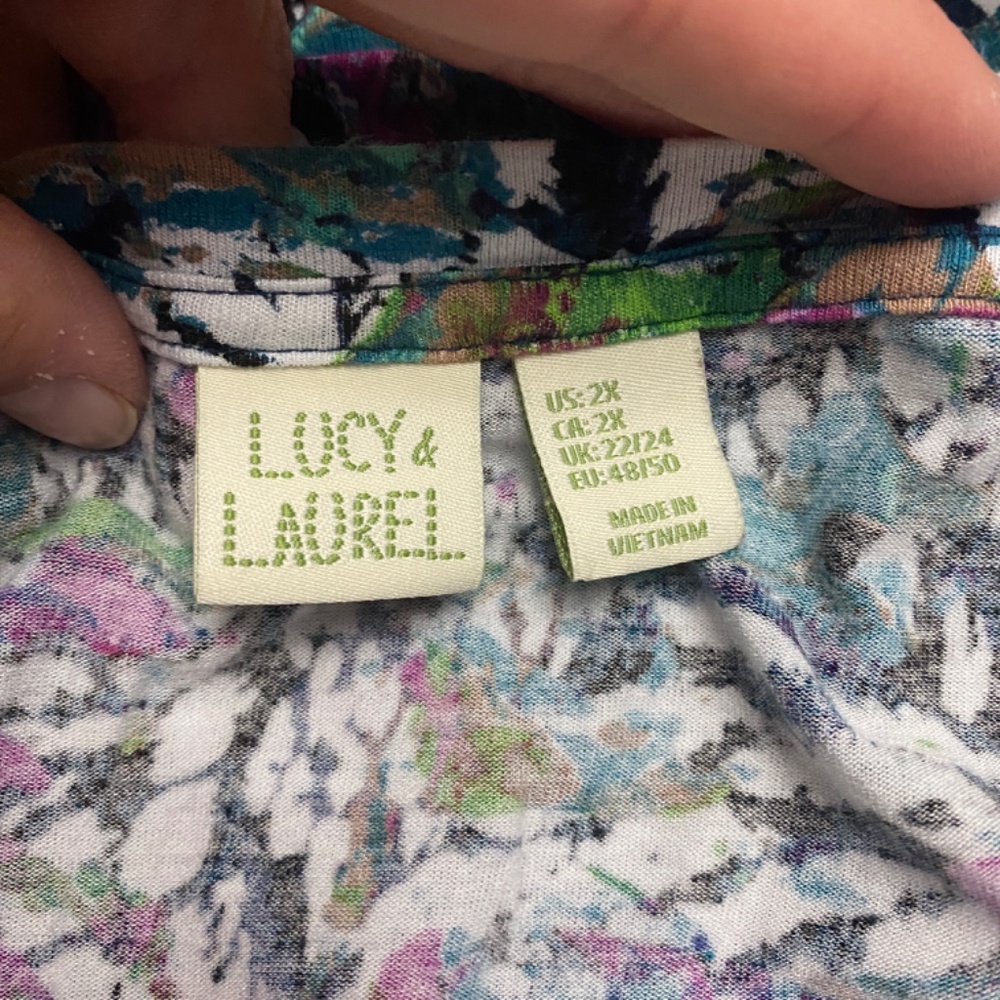 LUCY &
LAUREL
US: 2X
CA: 2X
UK: 22/24
EU: 48/50
MADE IN
VIETNAM